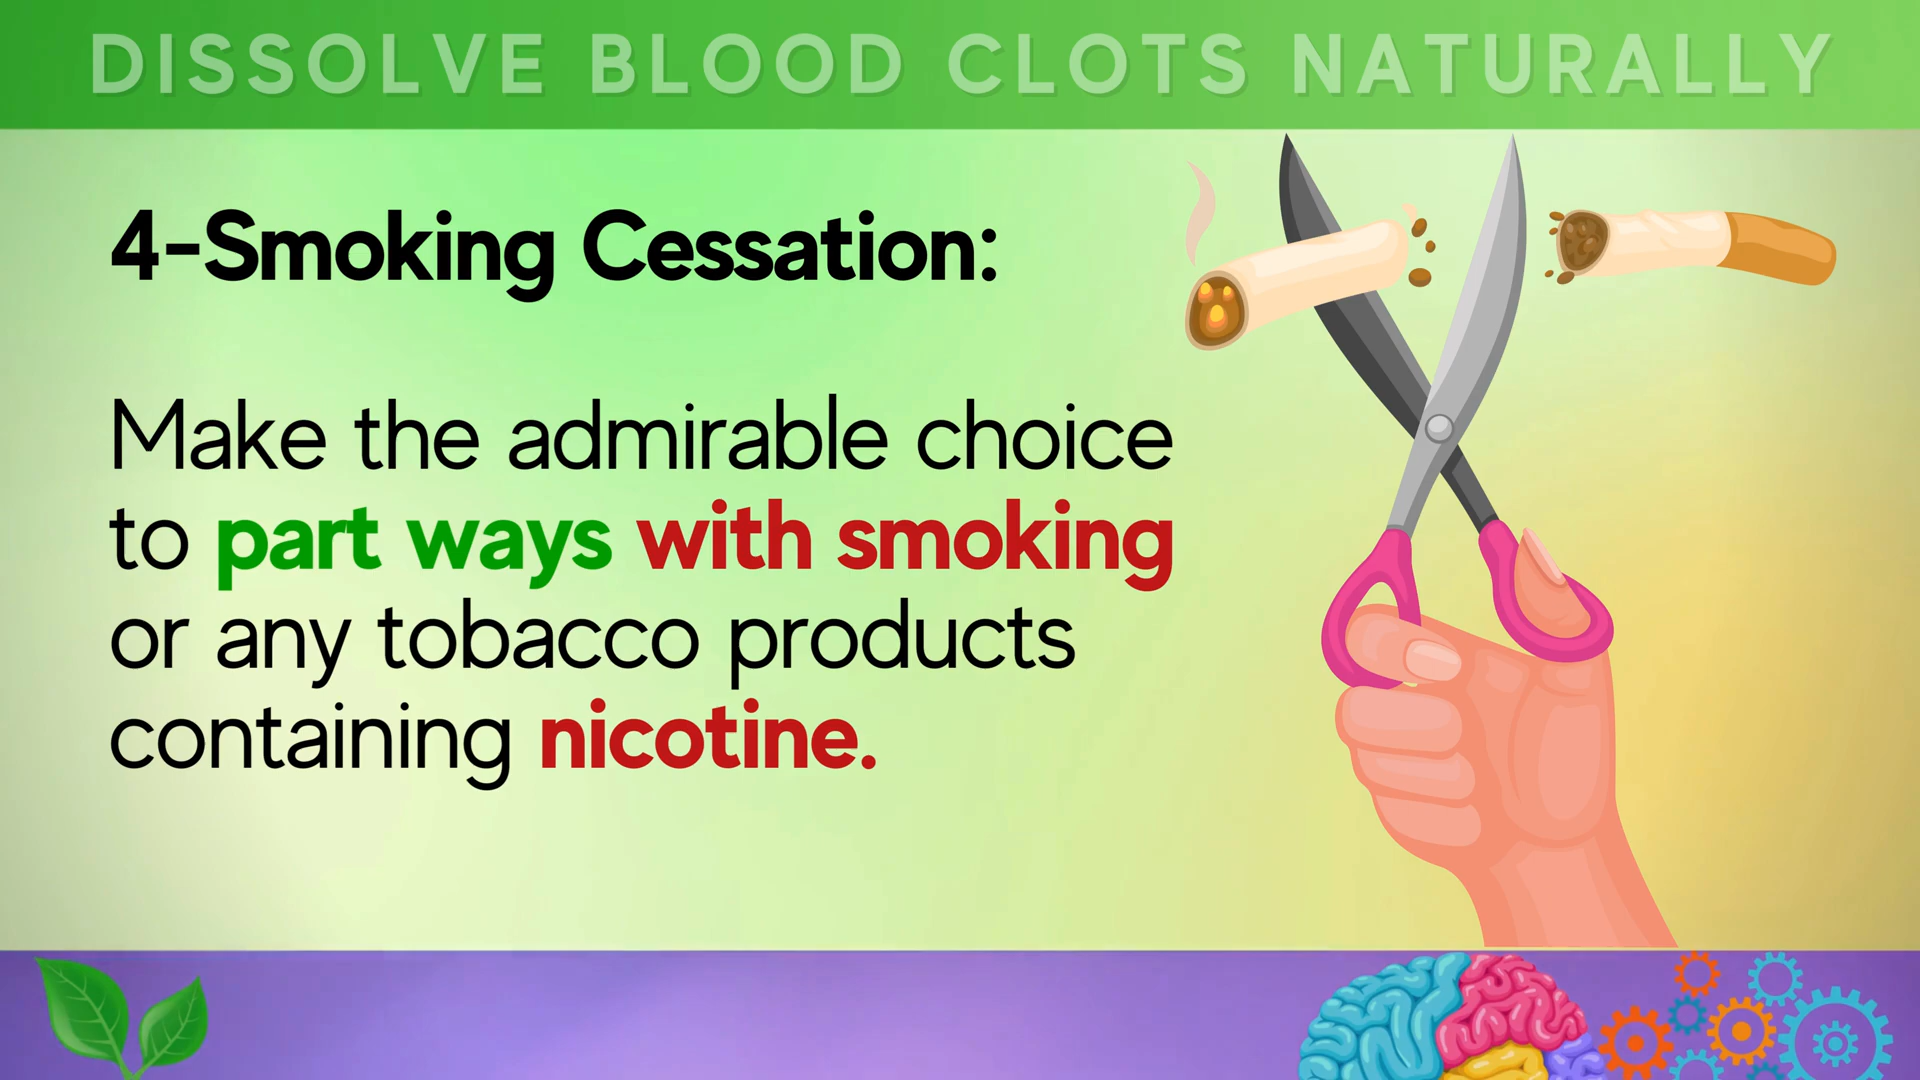 DISSOLVE BLOOD CLOTS NATURALLY
4-Smoking Cessation:
Make the admirable choice
to part ways with smoking
or any tobacco products
containing nicotine.